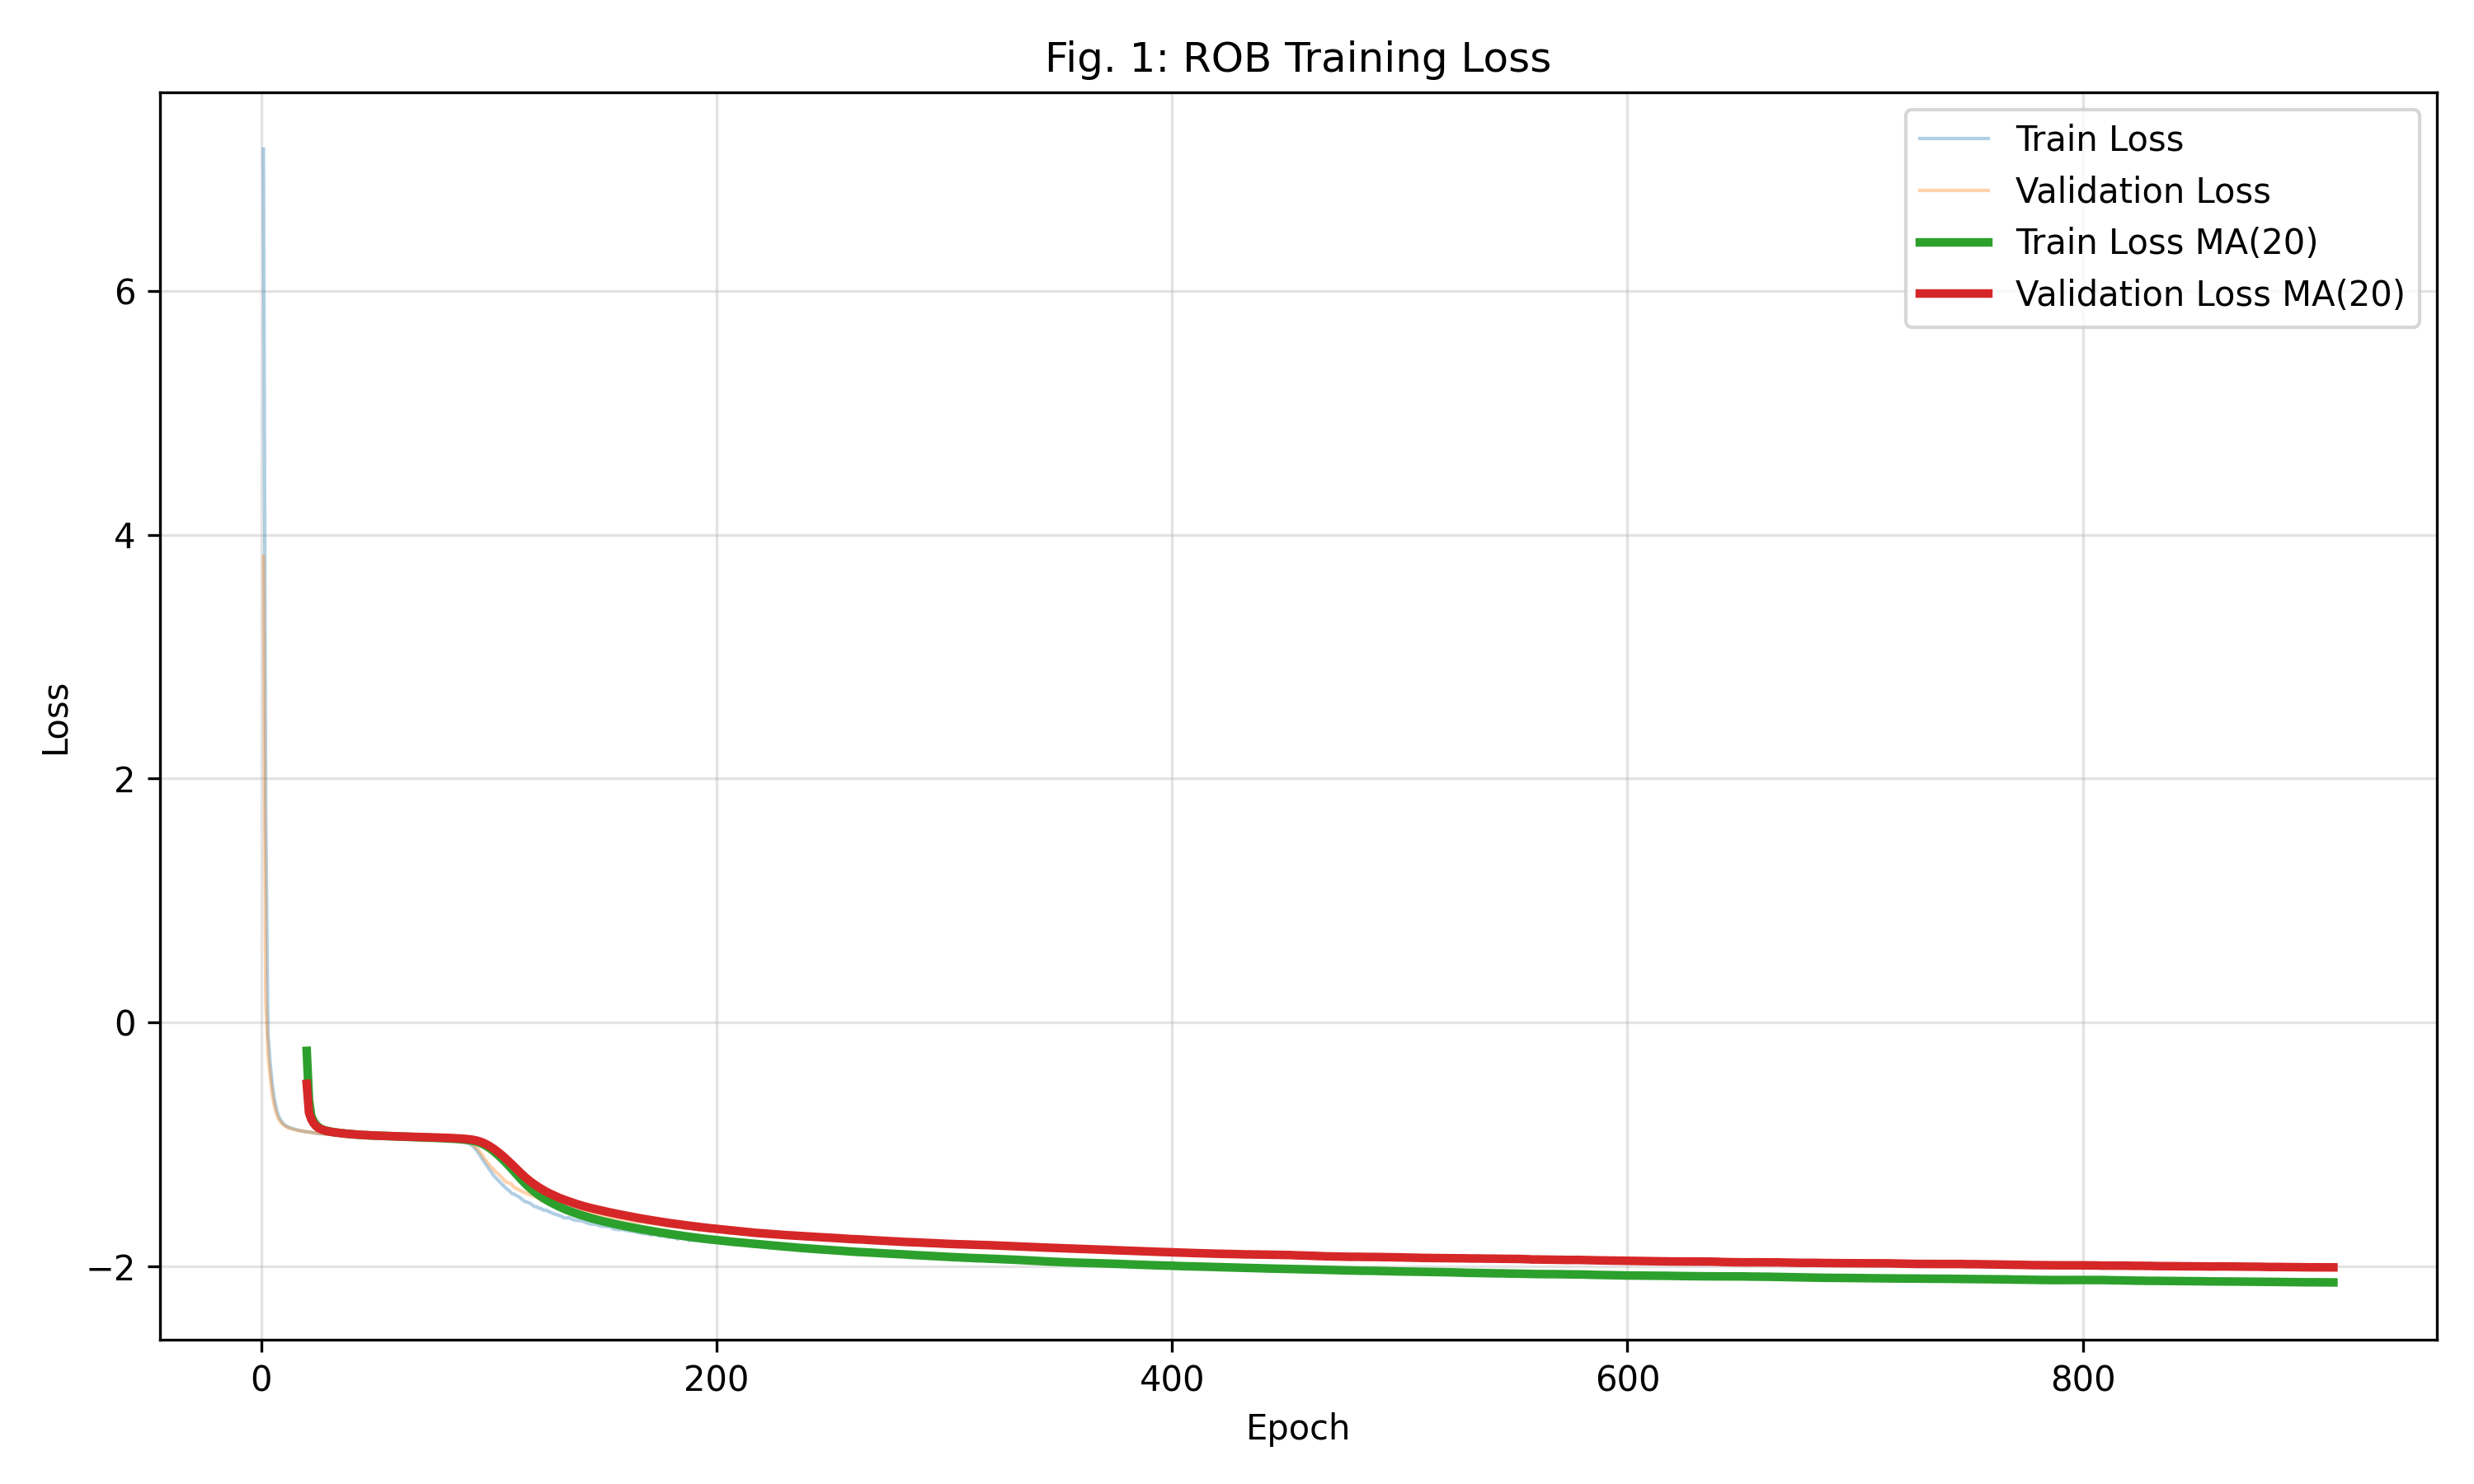 Fig. 1: ROB Training Loss
Train Loss
Validation Loss
Train Loss MA(20)
Validation Loss MA(20)
6
4
2
0
−2
Loss
0 200 400 600 800
Epoch